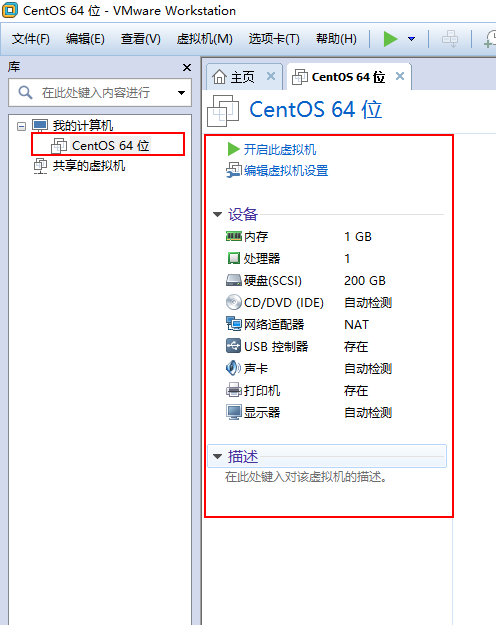 CentOS 64 位 - VMware Workstation
文件(F) 编辑(E) 查看(V) 虚拟机(M) 选项卡(T) 帮助(H)
库
在此处键入内容进行
我的计算机
CentOS 64 位
共享的虚拟机
主页
CentOS 64 位
CentOS 64 位
开启此虚拟机
编辑虚拟机设置
设备
内存 1 GB
处理器 1
硬盘(SCSI) 200 GB
CD/DVD (IDE) 自动检测
网络适配器 NAT
USB 控制器 存在
声卡 自动检测
打印机 存在
显示器 自动检测
描述
在此处键入对该虚拟机的描述。